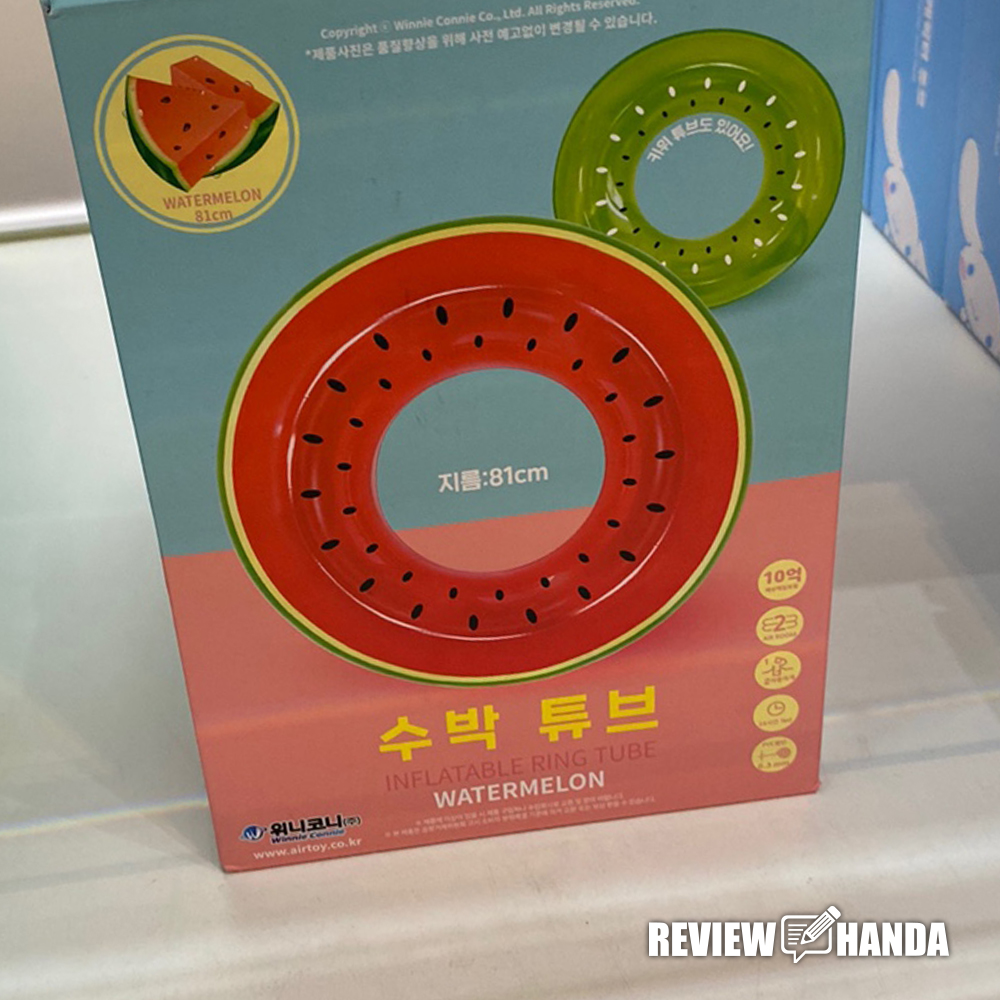 Copyright ⓒ Winnie Connie Co., Ltd. All Rights Reserved.
*제품사진은 품질향상을 위해 사전 예고없이 변경될 수 있습니다.
WATERMELON
81cm
키위 튜브도 있어요!
지름:81cm
10억
2
AIR ROOM
수박 튜브
INFLATABLE RING TUBE
WATERMELON
위니코니(주)
Winnie Connie
www.airtoy.co.kr
REVIEW HANDA